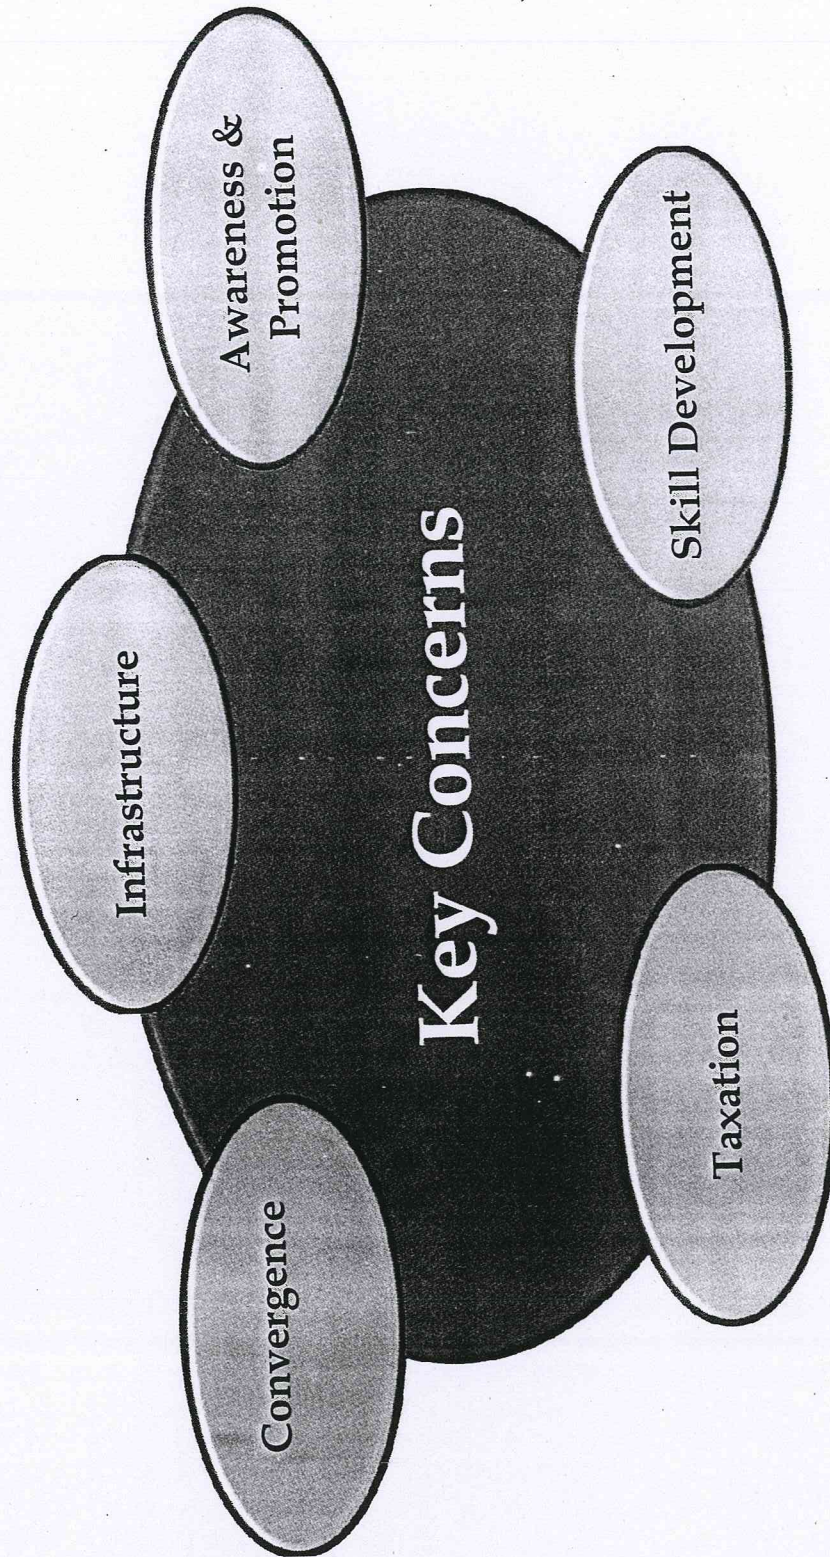 Infrastructure
Awareness &
Promotion
Skill Development
Taxation
Convergence
Key Concerns